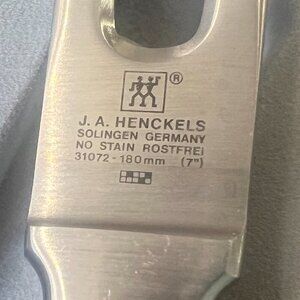 ®
J. A. HENCKELS
SOLINGEN GERMANY
NO STAIN ROSTFREI
31072 - 180mm (7")